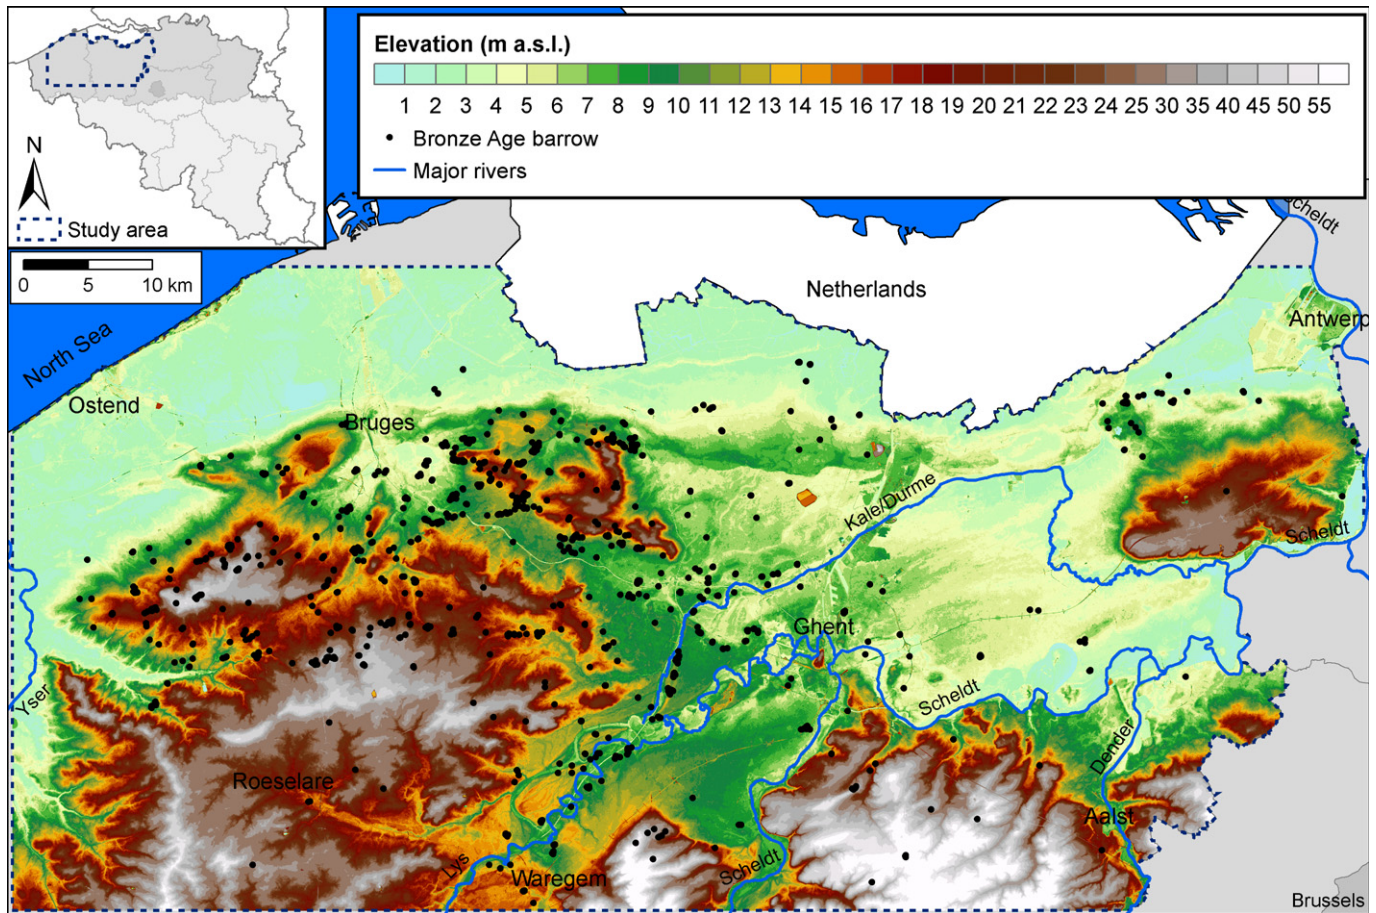 Elevation (m a.s.l.)
1 2 3 4 5 6 7 8 9 10 11 12 13 14 15 16 17 18 19 20 21 22 23 24 25 30 35 40 45 50 55
Bronze Age barrow
Major rivers
N
Study area
0 5 10 km
Scheldt
Netherlands
Antwerp
North Sea
Ostend
Bruges
Kale/Durme
Scheldt
Ghent
Yser
Scheldt
Dender
Roeselare
Aalst
Lys
Waregem
Scheldt
Brussels